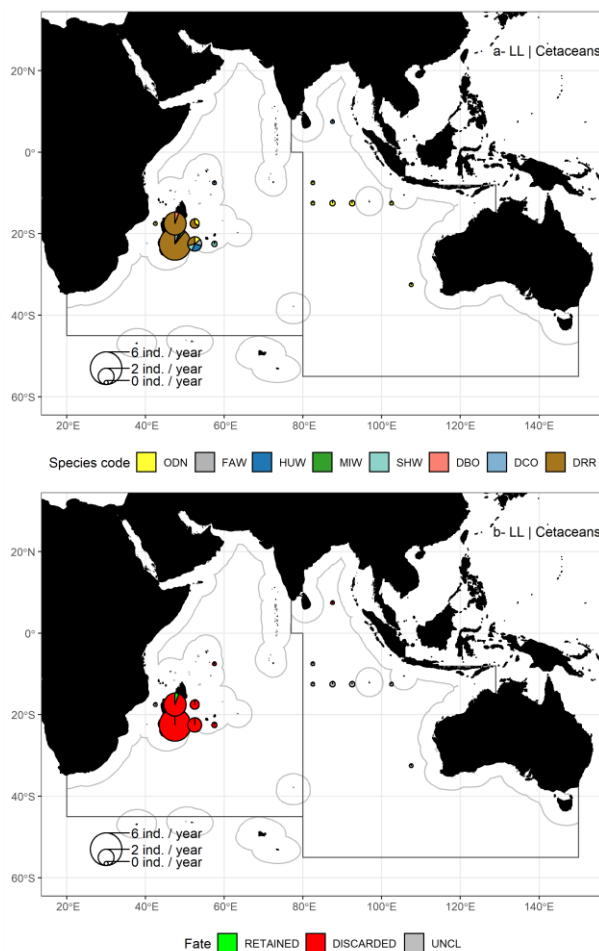 a- LL | Cetaceans
20°N
0°
20°S
40°S
60°S
6 ind. / year
2 ind. / year
0 ind. / year
20°E 40°E 60°E 80°E 100°E 120°E 140°E
Species code ODN FAW HUW MIW SHW DBO DCO DRR
b- LL | Cetaceans
20°N
0°
20°S
40°S
60°S
6 ind. / year
2 ind. / year
0 ind. / year
20°E 40°E 60°E 80°E 100°E 120°E 140°E
Fate RETAINED DISCARDED UNCL